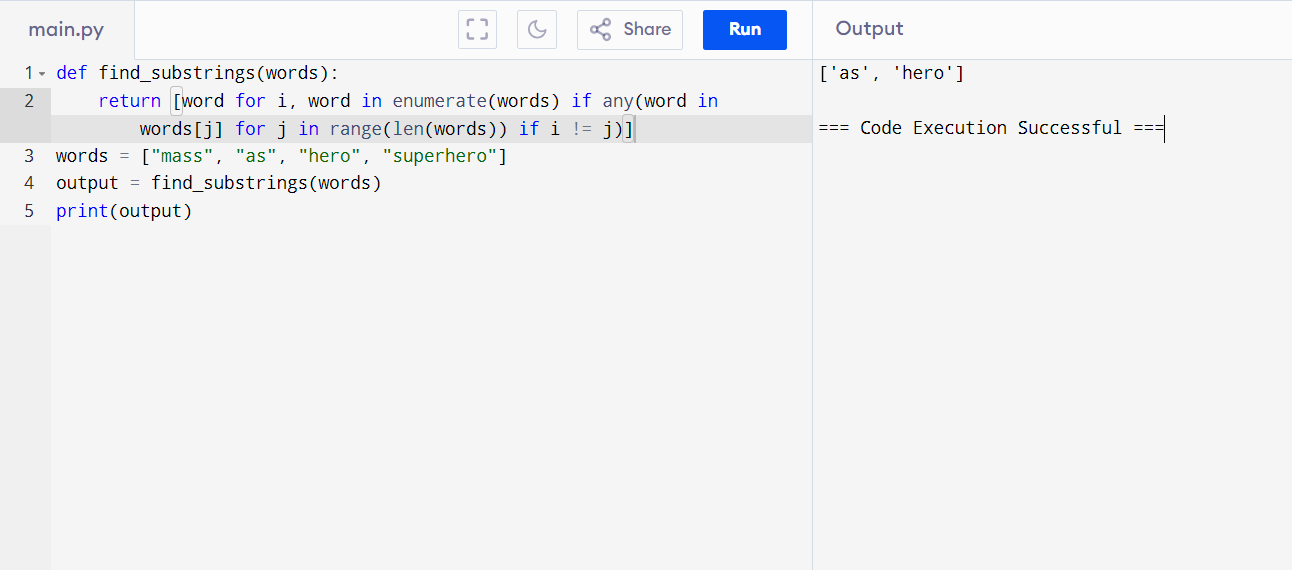 main.py
Share
Run
Output
1 def find_substrings(words):
2     return [word for i, word in enumerate(words) if any(word in
        words[j] for j in range(len(words)) if i != j)]
3 words = ["mass", "as", "hero", "superhero"]
4 output = find_substrings(words)
5 print(output)
['as', 'hero']
=== Code Execution Successful ===